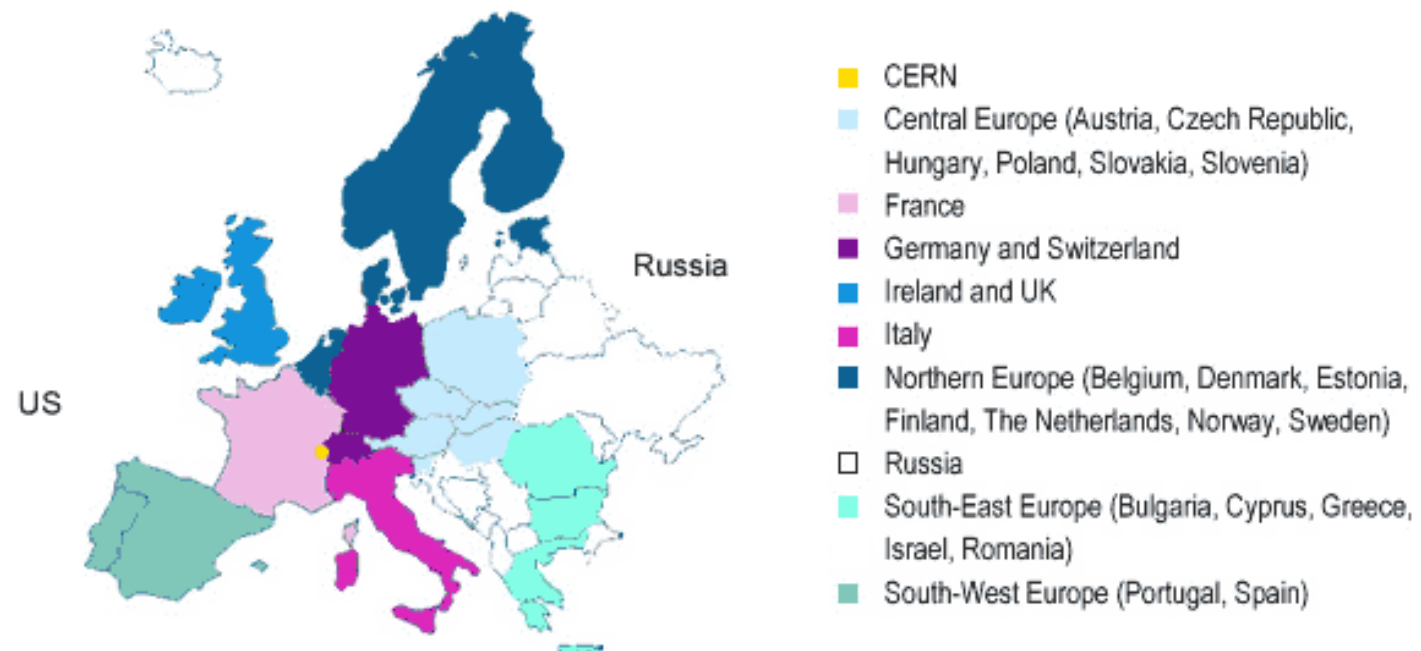 Russia
US
CERN
Central Europe (Austria, Czech Republic,
Hungary, Poland, Slovakia, Slovenia)
France
Germany and Switzerland
Ireland and UK
Italy
Northern Europe (Belgium, Denmark, Estonia,
Finland, The Netherlands, Norway, Sweden)
Russia
South-East Europe (Bulgaria, Cyprus, Greece,
Israel, Romania)
South-West Europe (Portugal, Spain)